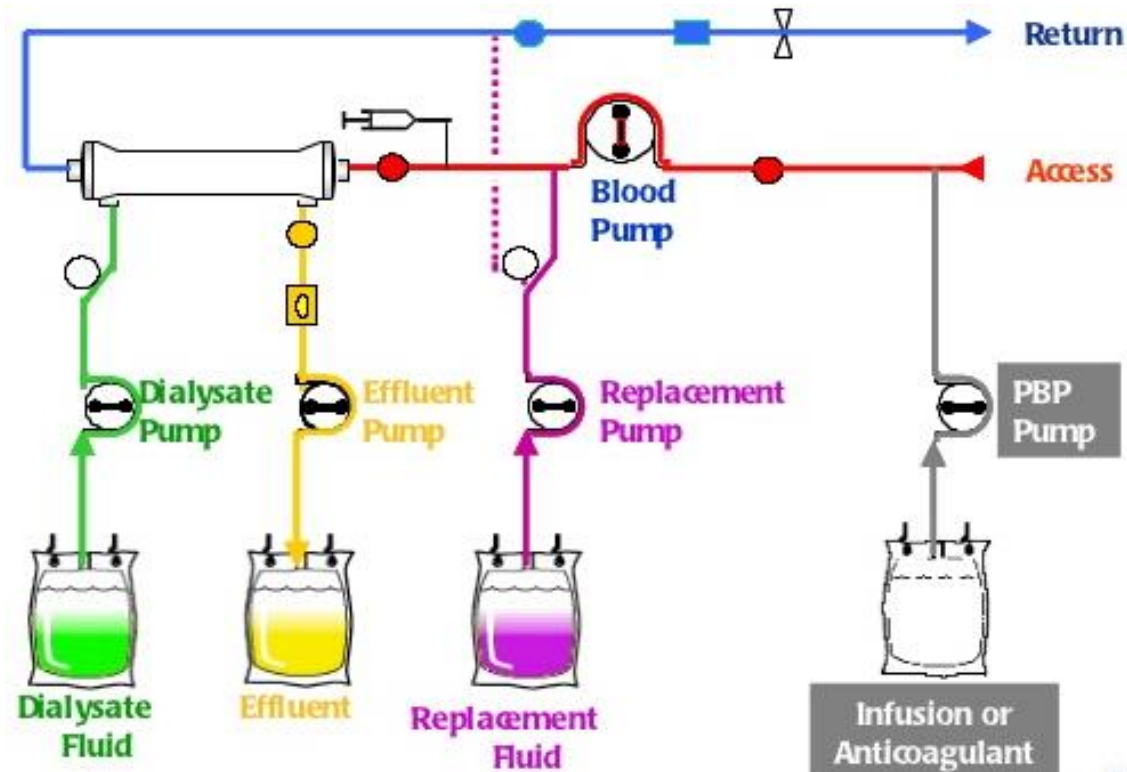 Return
Access
Blood
Pump
Dialysate
Pump
Effluent
Pump
Replacement
Pump
PBP
Pump
Dialysate
Fluid
Effluent
Replacement
Fluid
Infusion or
Anticoagulant